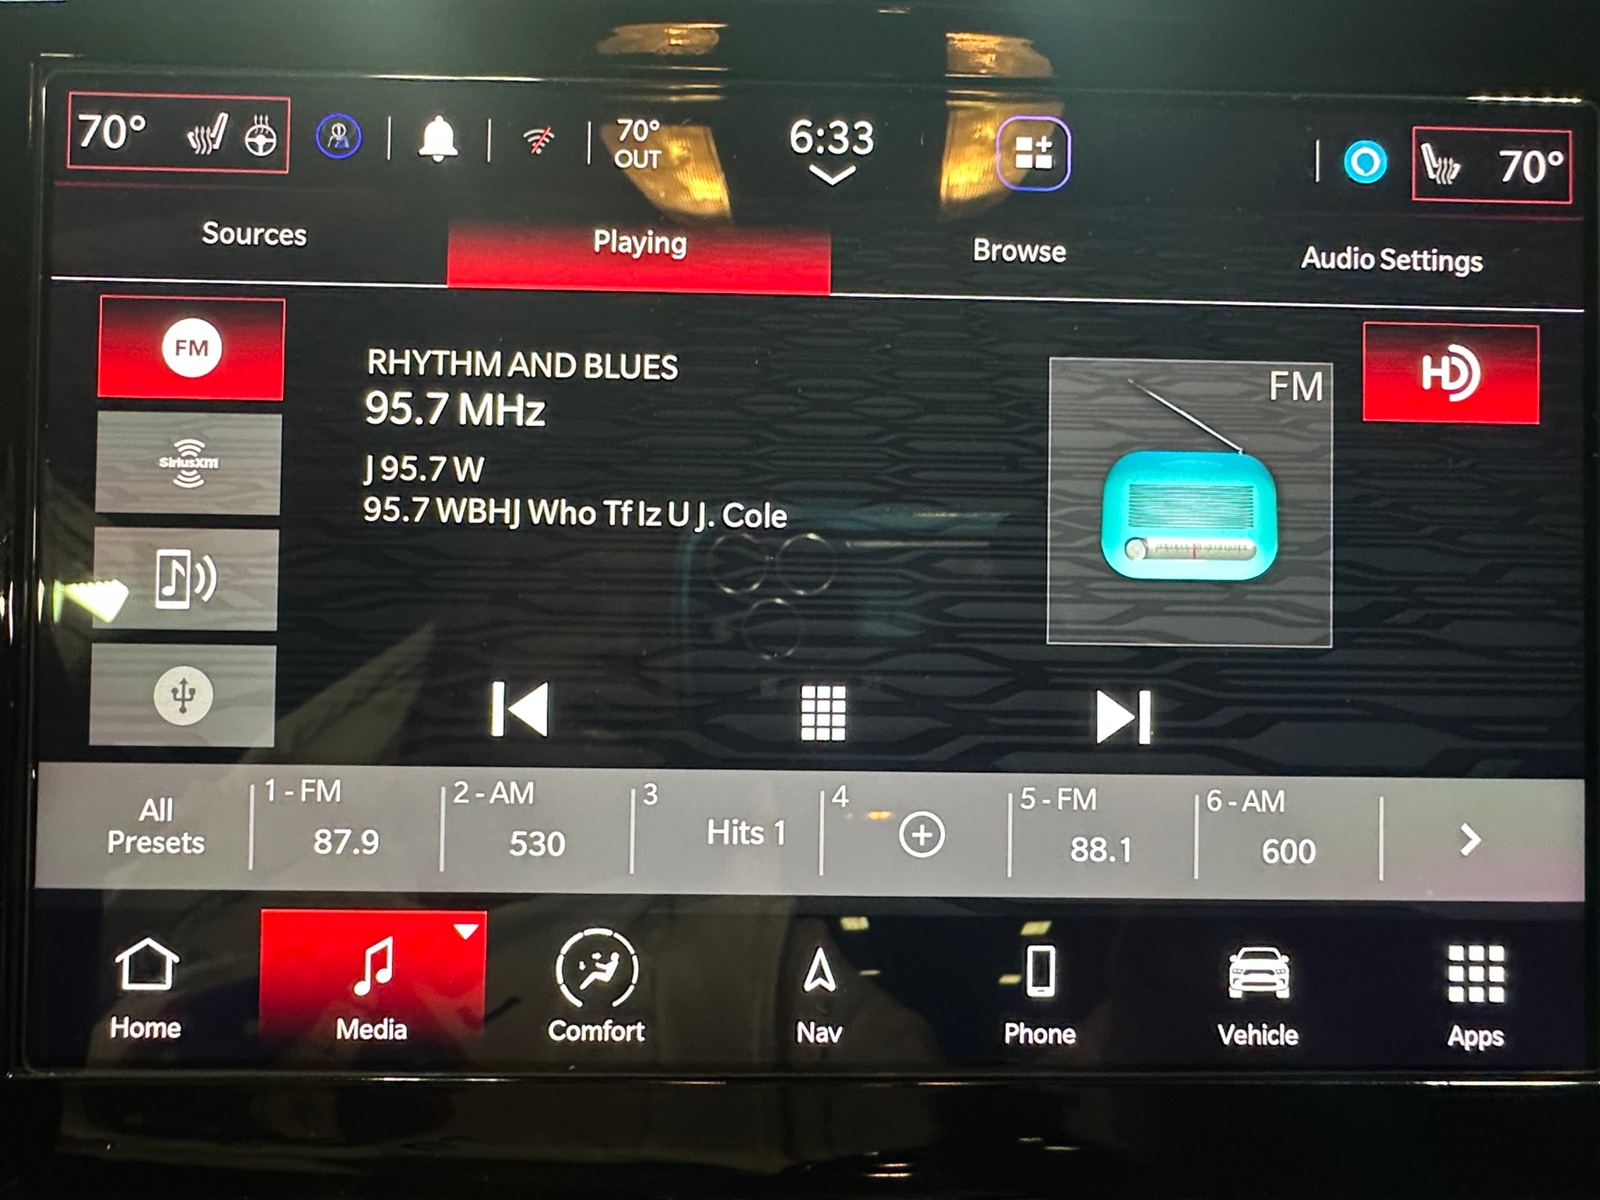 70°
70°
OUT
6:33
70°
Sources
Playing
Browse
Audio Settings
FM
RHYTHM AND BLUES
95.7 MHz
J 95.7 W
95.7 WBHJ Who Tf Iz U J. Cole
FM
HD
SiriusXM
All
Presets
1 - FM
87.9
2 - AM
530
3
Hits 1
4
5 - FM
88.1
6 - AM
600
Home
Media
Comfort
Nav
Phone
Vehicle
Apps